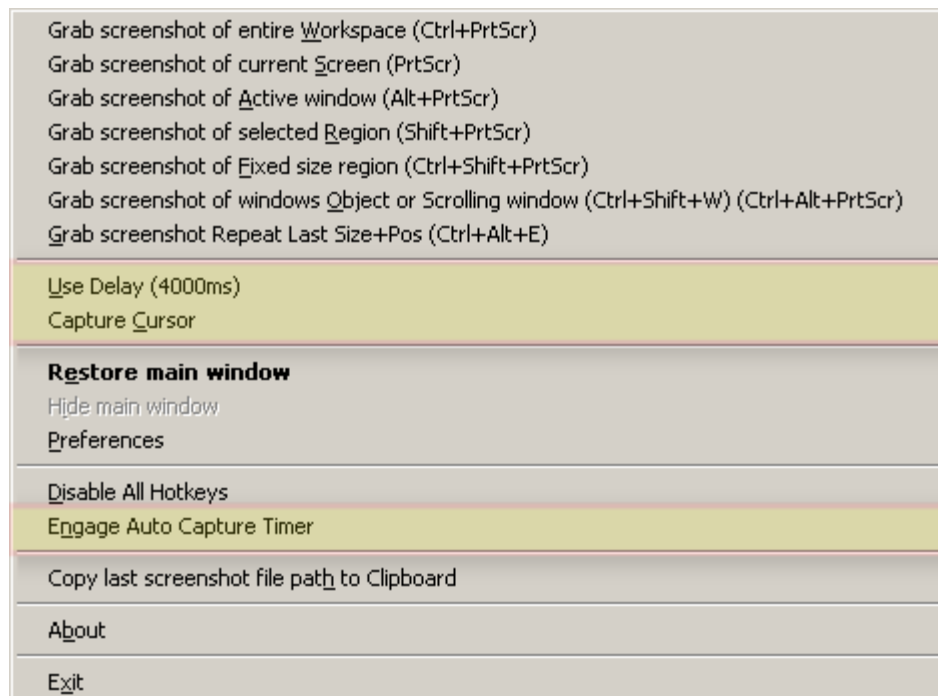 Grab screenshot of entire Workspace (Ctrl+PrtScr)
Grab screenshot of current Screen (PrtScr)
Grab screenshot of Active window (Alt+PrtScr)
Grab screenshot of selected Region (Shift+PrtScr)
Grab screenshot of Fixed size region (Ctrl+Shift+PrtScr)
Grab screenshot of windows Object or Scrolling window (Ctrl+Shift+W) (Ctrl+Alt+PrtScr)
Grab screenshot Repeat Last Size+Pos (Ctrl+Alt+E)
Use Delay (4000ms)
Capture Cursor
Restore main window
Hide main window
Preferences
Disable All Hotkeys
Engage Auto Capture Timer
Copy last screenshot file path to Clipboard
About
Exit